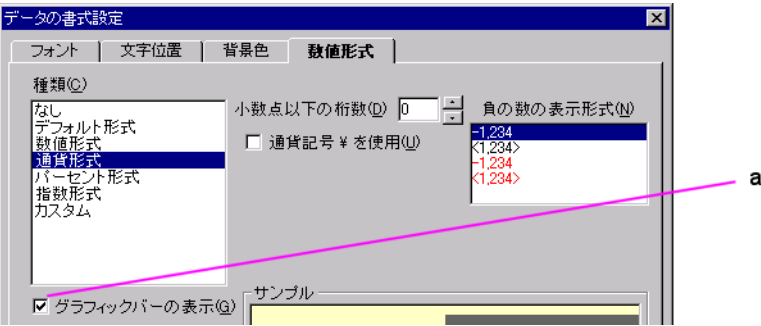 データの書式設定
フォント 文字位置 背景色 数値形式
種類(C)
なし
デフォルト形式
数値形式
通貨形式
パーセント形式
指数形式
カスタム
小数点以下の桁数(D) 0
通貨記号 ¥ を使用(U)
負の数の表示形式(N)
-1,234
<1,234>
-1,234
<1,234>
a
グラフィックバーの表示(G)
サンプル